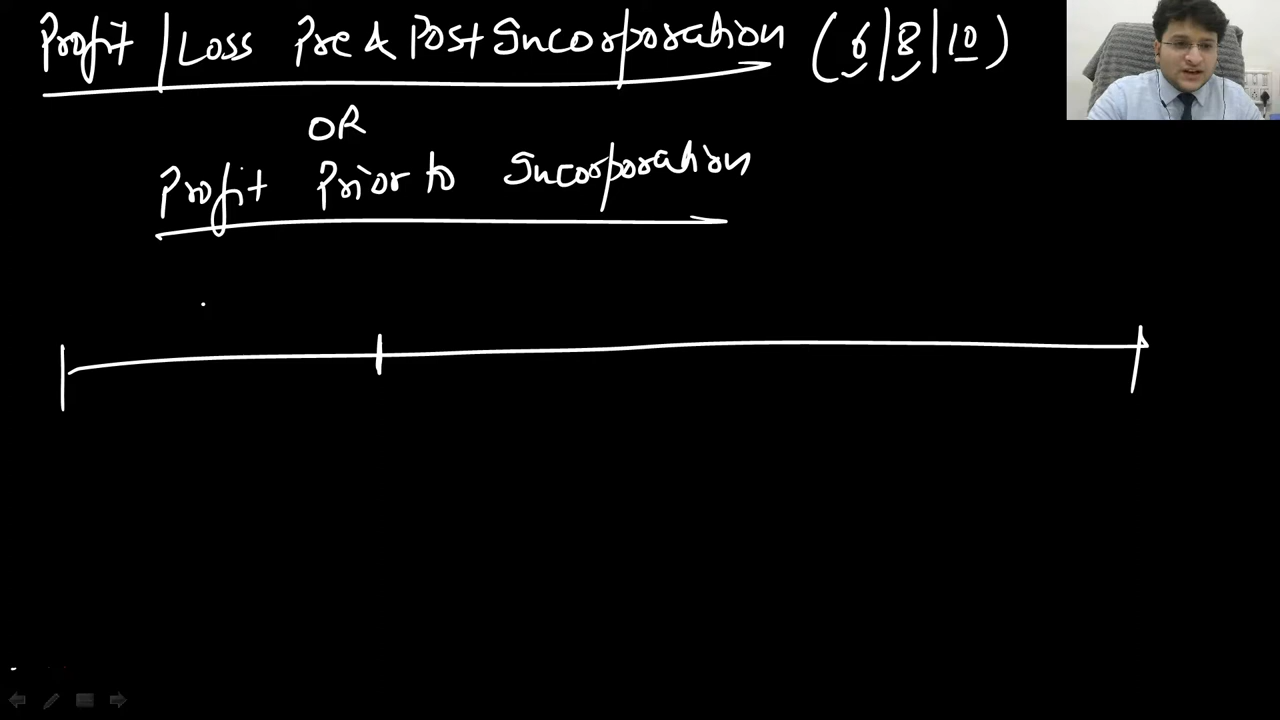 Profit | Loss Pre & Post Incorporation (6|8|10)
OR
Profit Prior to Incorporation